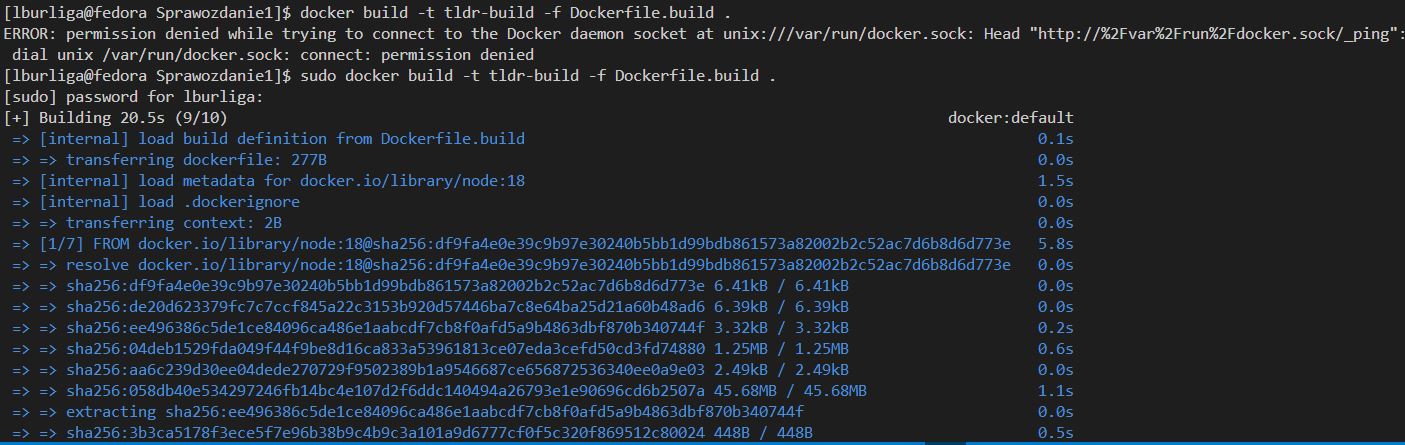 [lburliga@fedora Sprawozdanie1]$ docker build -t tldr-build -f Dockerfile.build .
ERROR: permission denied while trying to connect to the Docker daemon socket at unix:///var/run/docker.sock: Head "http://%2Fvar%2Frun%2Fdocker.sock/_ping":
dial unix /var/run/docker.sock: connect: permission denied
[lburliga@fedora Sprawozdanie1]$ sudo docker build -t tldr-build -f Dockerfile.build .
[sudo] password for lburliga:
[+] Building 20.5s (9/10) docker:default
=> [internal] load build definition from Dockerfile.build 0.1s
=> => transferring dockerfile: 277B 0.0s
=> [internal] load metadata for docker.io/library/node:18 1.5s
=> [internal] load .dockerignore 0.0s
=> => transferring context: 2B 0.0s
=> [1/7] FROM docker.io/library/node:18@sha256:df9fa4e0e39c9b97e30240b5bb1d99bdb861573a82002b2c52ac7d6b8d6d773e 5.8s
=> => resolve docker.io/library/node:18@sha256:df9fa4e0e39c9b97e30240b5bb1d99bdb861573a82002b2c52ac7d6b8d6d773e 0.0s
=> => sha256:df9fa4e0e39c9b97e30240b5bb1d99bdb861573a82002b2c52ac7d6b8d6d773e 6.41kB / 6.41kB 0.0s
=> => sha256:de20d623379fc7c7ccf845a22c3153b920d57446ba7c8e64ba25d21a60b48ad6 6.39kB / 6.39kB 0.0s
=> => sha256:ee496386c5de1ce84096ca486e1aabcdf7cb8f0afd5a9b4863dbf870b340744f 3.32kB / 3.32kB 0.2s
=> => sha256:04deb1529fda049f44f9be8d16ca833a53961813ce07eda3cefd50cd3fd74880 1.25MB / 1.25MB 0.6s
=> => sha256:aa6c239d30ee04dede270729f9502389b1a9546687ce656872536340ee0a9e03 2.49kB / 2.49kB 0.0s
=> => sha256:058db40e534297246fb14bc4e107d2f6ddc140494a26793e1e90696cd6b2507a 45.68MB / 45.68MB 1.1s
=> => extracting sha256:ee496386c5de1ce84096ca486e1aabcdf7cb8f0afd5a9b4863dbf870b340744f 0.0s
=> => sha256:3b3ca5178f3ece5f7e96b38b9c4b9c3a101a9d6777cf0f5c320f869512c80024 448B / 448B 0.5s